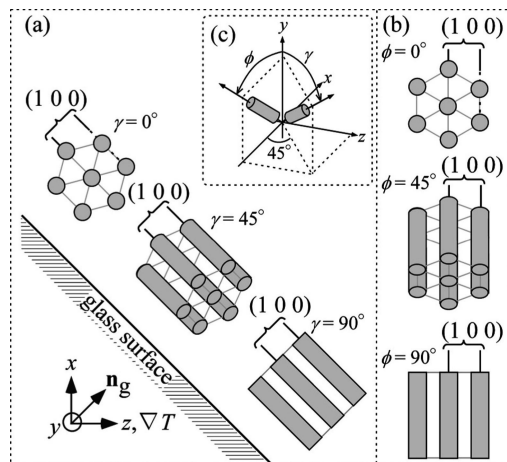 (a)
(1 0 0)
γ = 0°
(1 0 0)
γ = 45°
(1 0 0)
γ = 90°
glass surface
x
n_g
y
z, ∇T
(c)
y
ϕ
γ
x
z
45°
(b)
(1 0 0)
ϕ = 0°
ϕ = 45°
(1 0 0)
(1 0 0)
ϕ = 90°